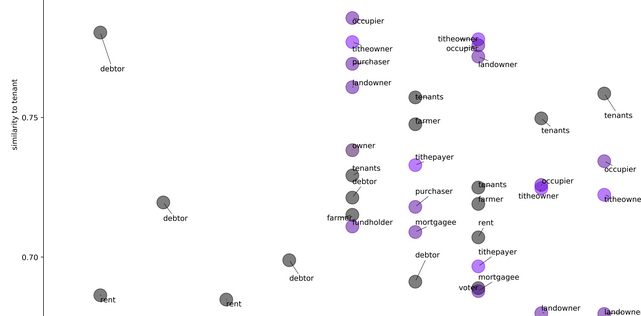 similarity to tenant
0.75
0.70
debtor
debtor
rent
rent
debtor
occupier
titheowner
purchaser
landowner
owner
tenants
debtor
farmer
fundholder
tenants
farmer
tithepayer
purchaser
mortgagee
debtor
titheowner
occupier
landowner
tenants
farmer
rent
tithepayer
mortgagee
voter
tenants
occupier
titheowner
landowner
tenants
occupier
titheowne
landowne